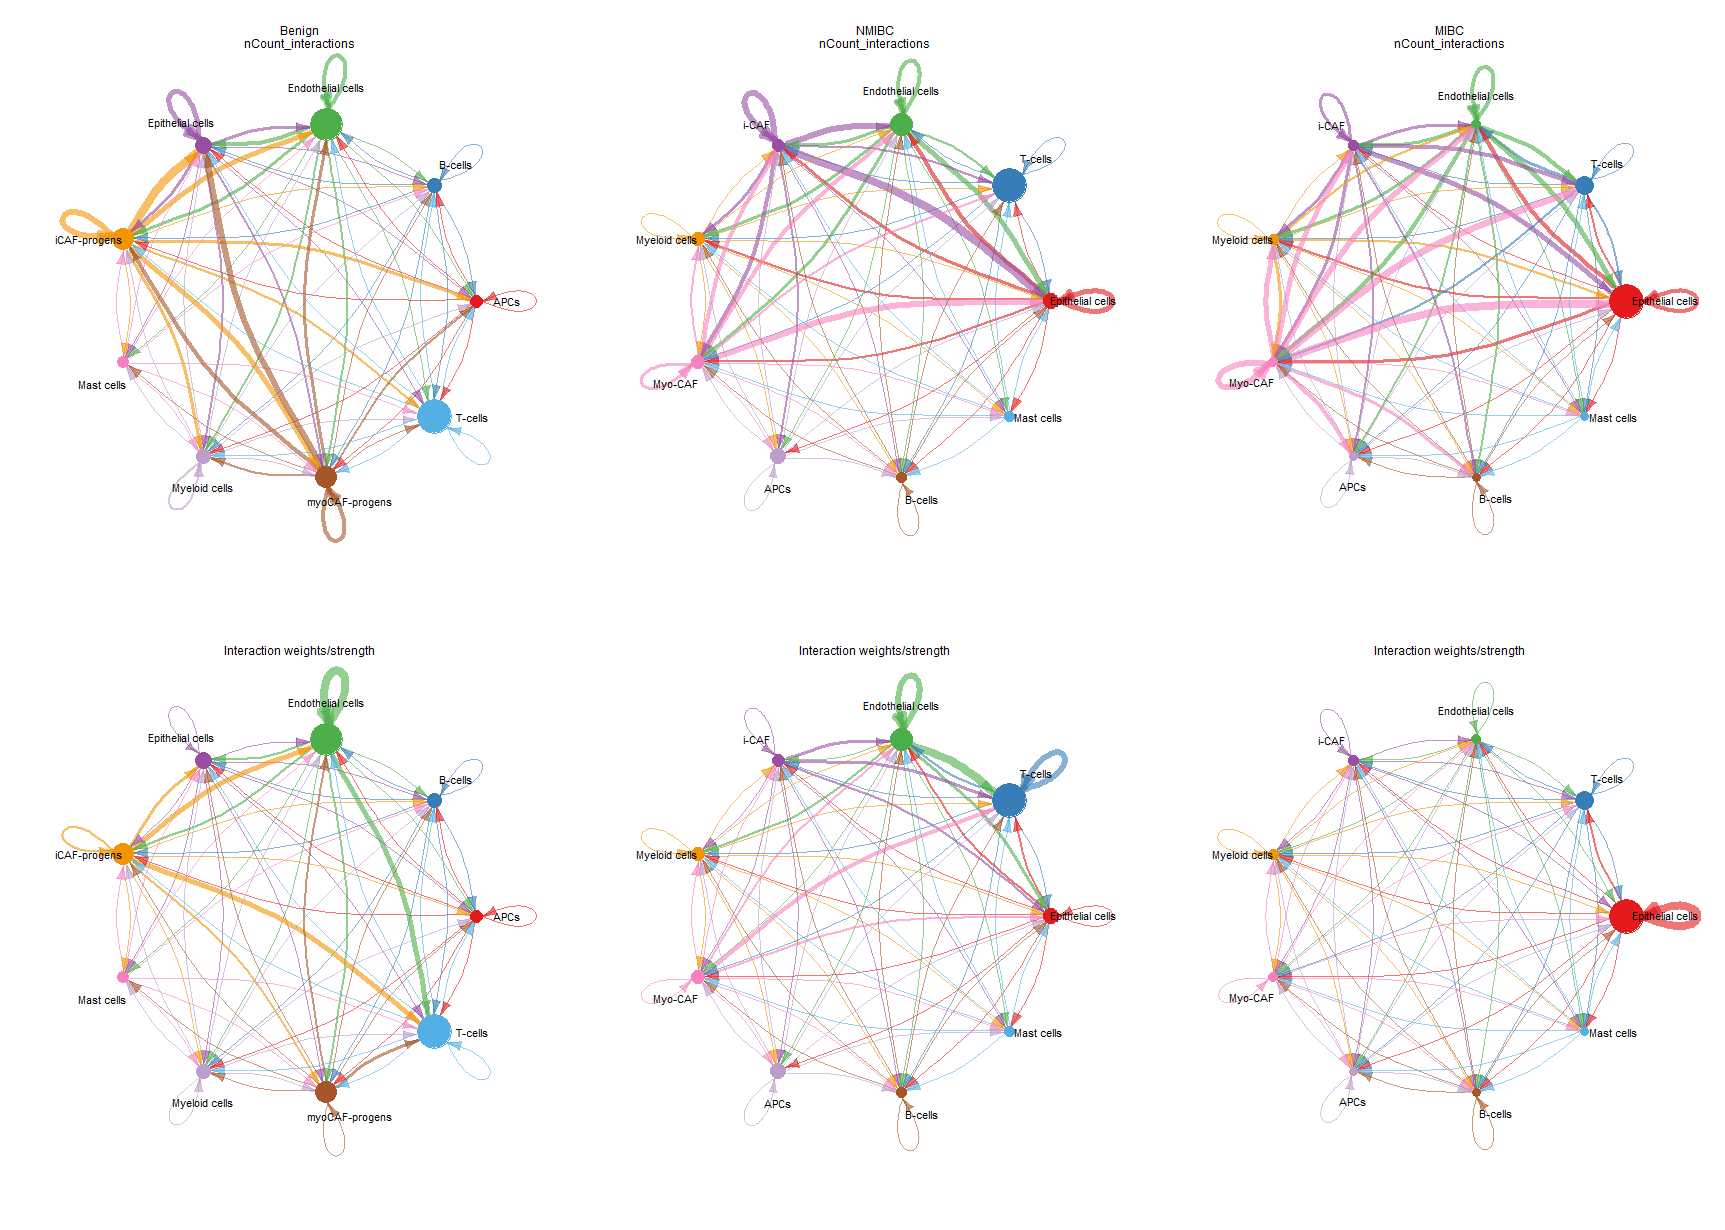 Benign
nCount_interactions
Endothelial cells
Epithelial cells
B-cells
iCAF-progens
APCs
Mast cells
T-cells
Myeloid cells
myoCAF-progens
NMIBC
nCount_interactions
Endothelial cells
i-CAF
T-cells
Myeloid cells
Epithelial cells
Myo-CAF
Mast cells
APCs
B-cells
MIBC
nCount_interactions
Endothelial cells
i-CAF
T-cells
Myeloid cells
Epithelial cells
Myo-CAF
Mast cells
APCs
B-cells
Interaction weights/strength
Endothelial cells
Epithelial cells
B-cells
iCAF-progens
APCs
Mast cells
T-cells
Myeloid cells
myoCAF-progens
Interaction weights/strength
Endothelial cells
i-CAF
T-cells
Myeloid cells
Epithelial cells
Myo-CAF
Mast cells
APCs
B-cells
Interaction weights/strength
Endothelial cells
i-CAF
T-cells
Myeloid cells
Epithelial cells
Myo-CAF
Mast cells
APCs
B-cells